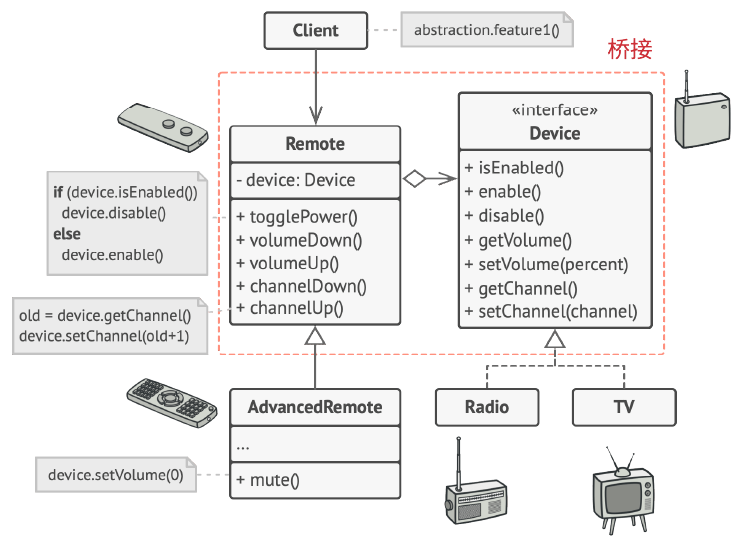 Client
abstraction.feature1()
桥接
Remote
- device: Device
+ togglePower()
+ volumeDown()
+ volumeUp()
+ channelDown()
+ channelUp()
«interface»
Device
+ isEnabled()
+ enable()
+ disable()
+ getVolume()
+ setVolume(percent)
+ getChannel()
+ setChannel(channel)
if (device.isEnabled())
device.disable()
else
device.enable()
old = device.getChannel()
device.setChannel(old+1)
AdvancedRemote
...
+ mute()
device.setVolume(0)
Radio
TV